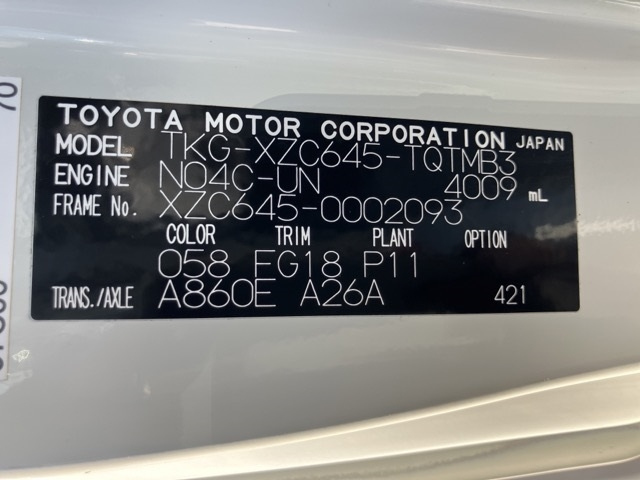 TOYOTA MOTOR CORPORATION JAPAN
MODEL TKG-XZC645-TQTMB3
ENGINE N04C-UN 4009 mL
FRAME No. XZC645-0002093
COLOR TRIM PLANT OPTION
058 FG18 P11
TRANS./AXLE A860E A26A 421
70